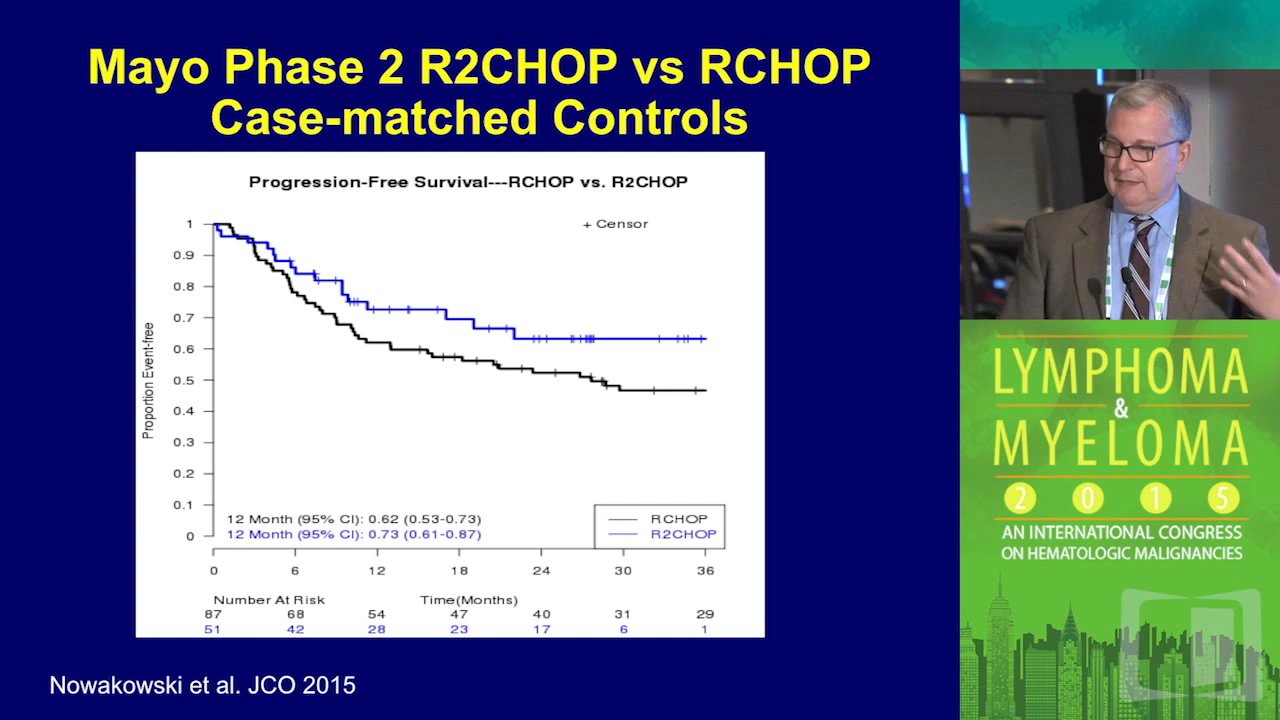 Mayo Phase 2 R2CHOP vs RCHOP
Case-matched Controls
Progression-Free Survival---RCHOP vs. R2CHOP
+ Censor
Proportion Event-free
1
0.9
0.8
0.7
0.6
0.5
0.4
0.3
0.2
0.1
0
12 Month (95% CI): 0.62 (0.53-0.73)
12 Month (95% CI): 0.73 (0.61-0.87)
RCHOP
R2CHOP
0 6 12 18 24 30 36
Number At Risk Time(Months)
87 68 54 47 40 31 29
51 42 28 23 17 6 1
Nowakowski et al. JCO 2015
LYMPHOMA
&
MYELOMA
2 0 1 5
AN INTERNATIONAL CONGRESS
ON HEMATOLOGIC MALIGNANCIES